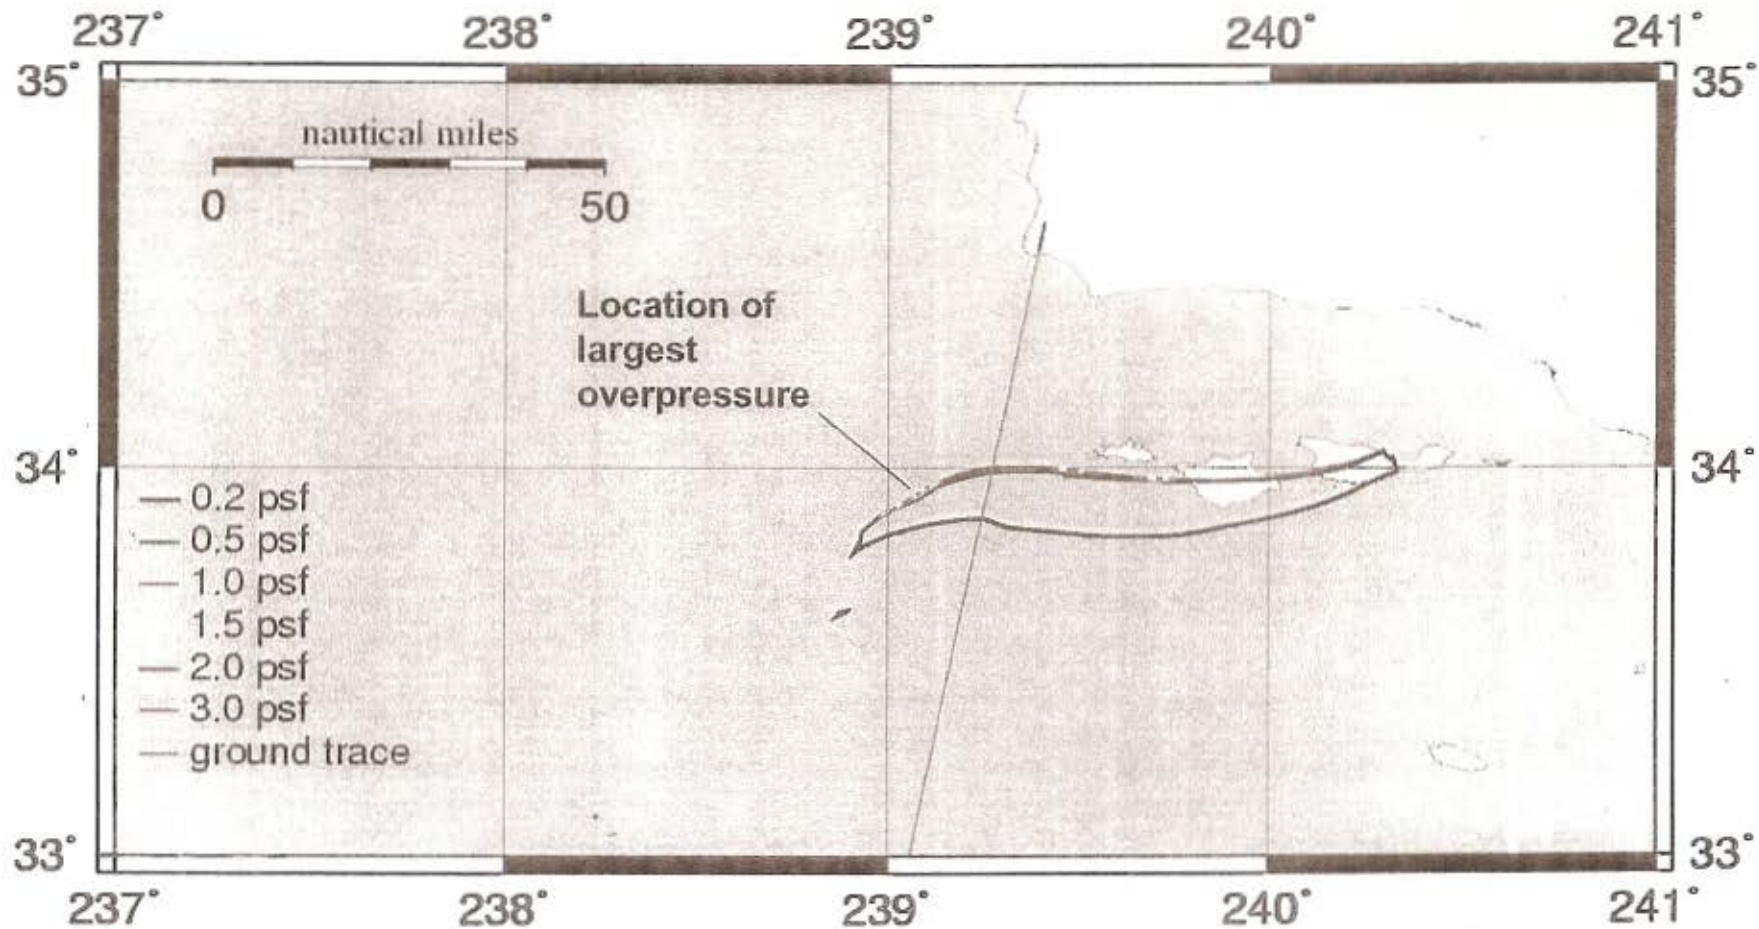 237° 238° 239° 240° 241°
35° 35°
nautical miles
0 50
Location of
largest
overpressure
34° 34°
0.2 psf
0.5 psf
1.0 psf
1.5 psf
2.0 psf
3.0 psf
ground trace
33° 33°
237° 238° 239° 240° 241°